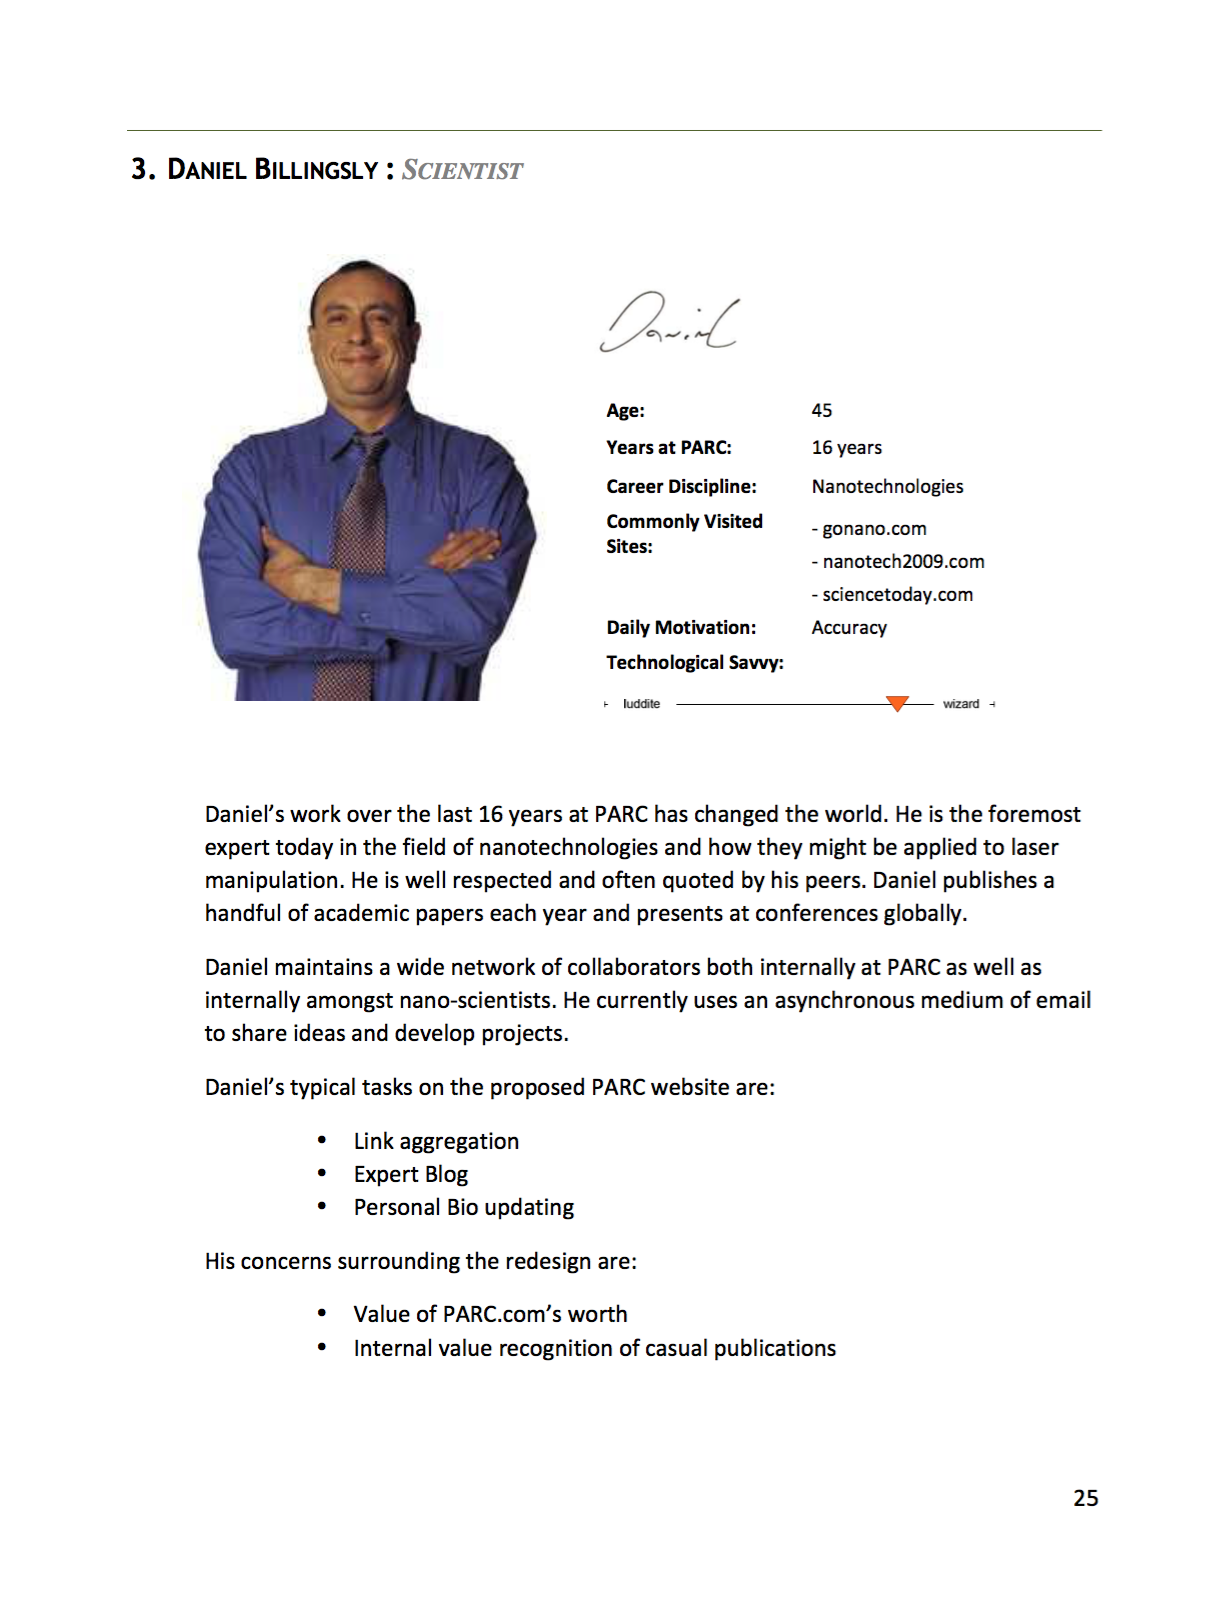 3. DANIEL BILLINGSLY : SCIENTIST
Daniel
Age: 45
Years at PARC: 16 years
Career Discipline: Nanotechnologies
Commonly Visited
Sites:
- gonano.com
- nanotech2009.com
- sciencetoday.com
Daily Motivation: Accuracy
Technological Savvy:
luddite wizard
Daniel’s work over the last 16 years at PARC has changed the world. He is the foremost
expert today in the field of nanotechnologies and how they might be applied to laser
manipulation. He is well respected and often quoted by his peers. Daniel publishes a
handful of academic papers each year and presents at conferences globally.
Daniel maintains a wide network of collaborators both internally at PARC as well as
internally amongst nano-scientists. He currently uses an asynchronous medium of email
to share ideas and develop projects.
Daniel’s typical tasks on the proposed PARC website are:
• Link aggregation
• Expert Blog
• Personal Bio updating
His concerns surrounding the redesign are:
• Value of PARC.com’s worth
• Internal value recognition of casual publications
25